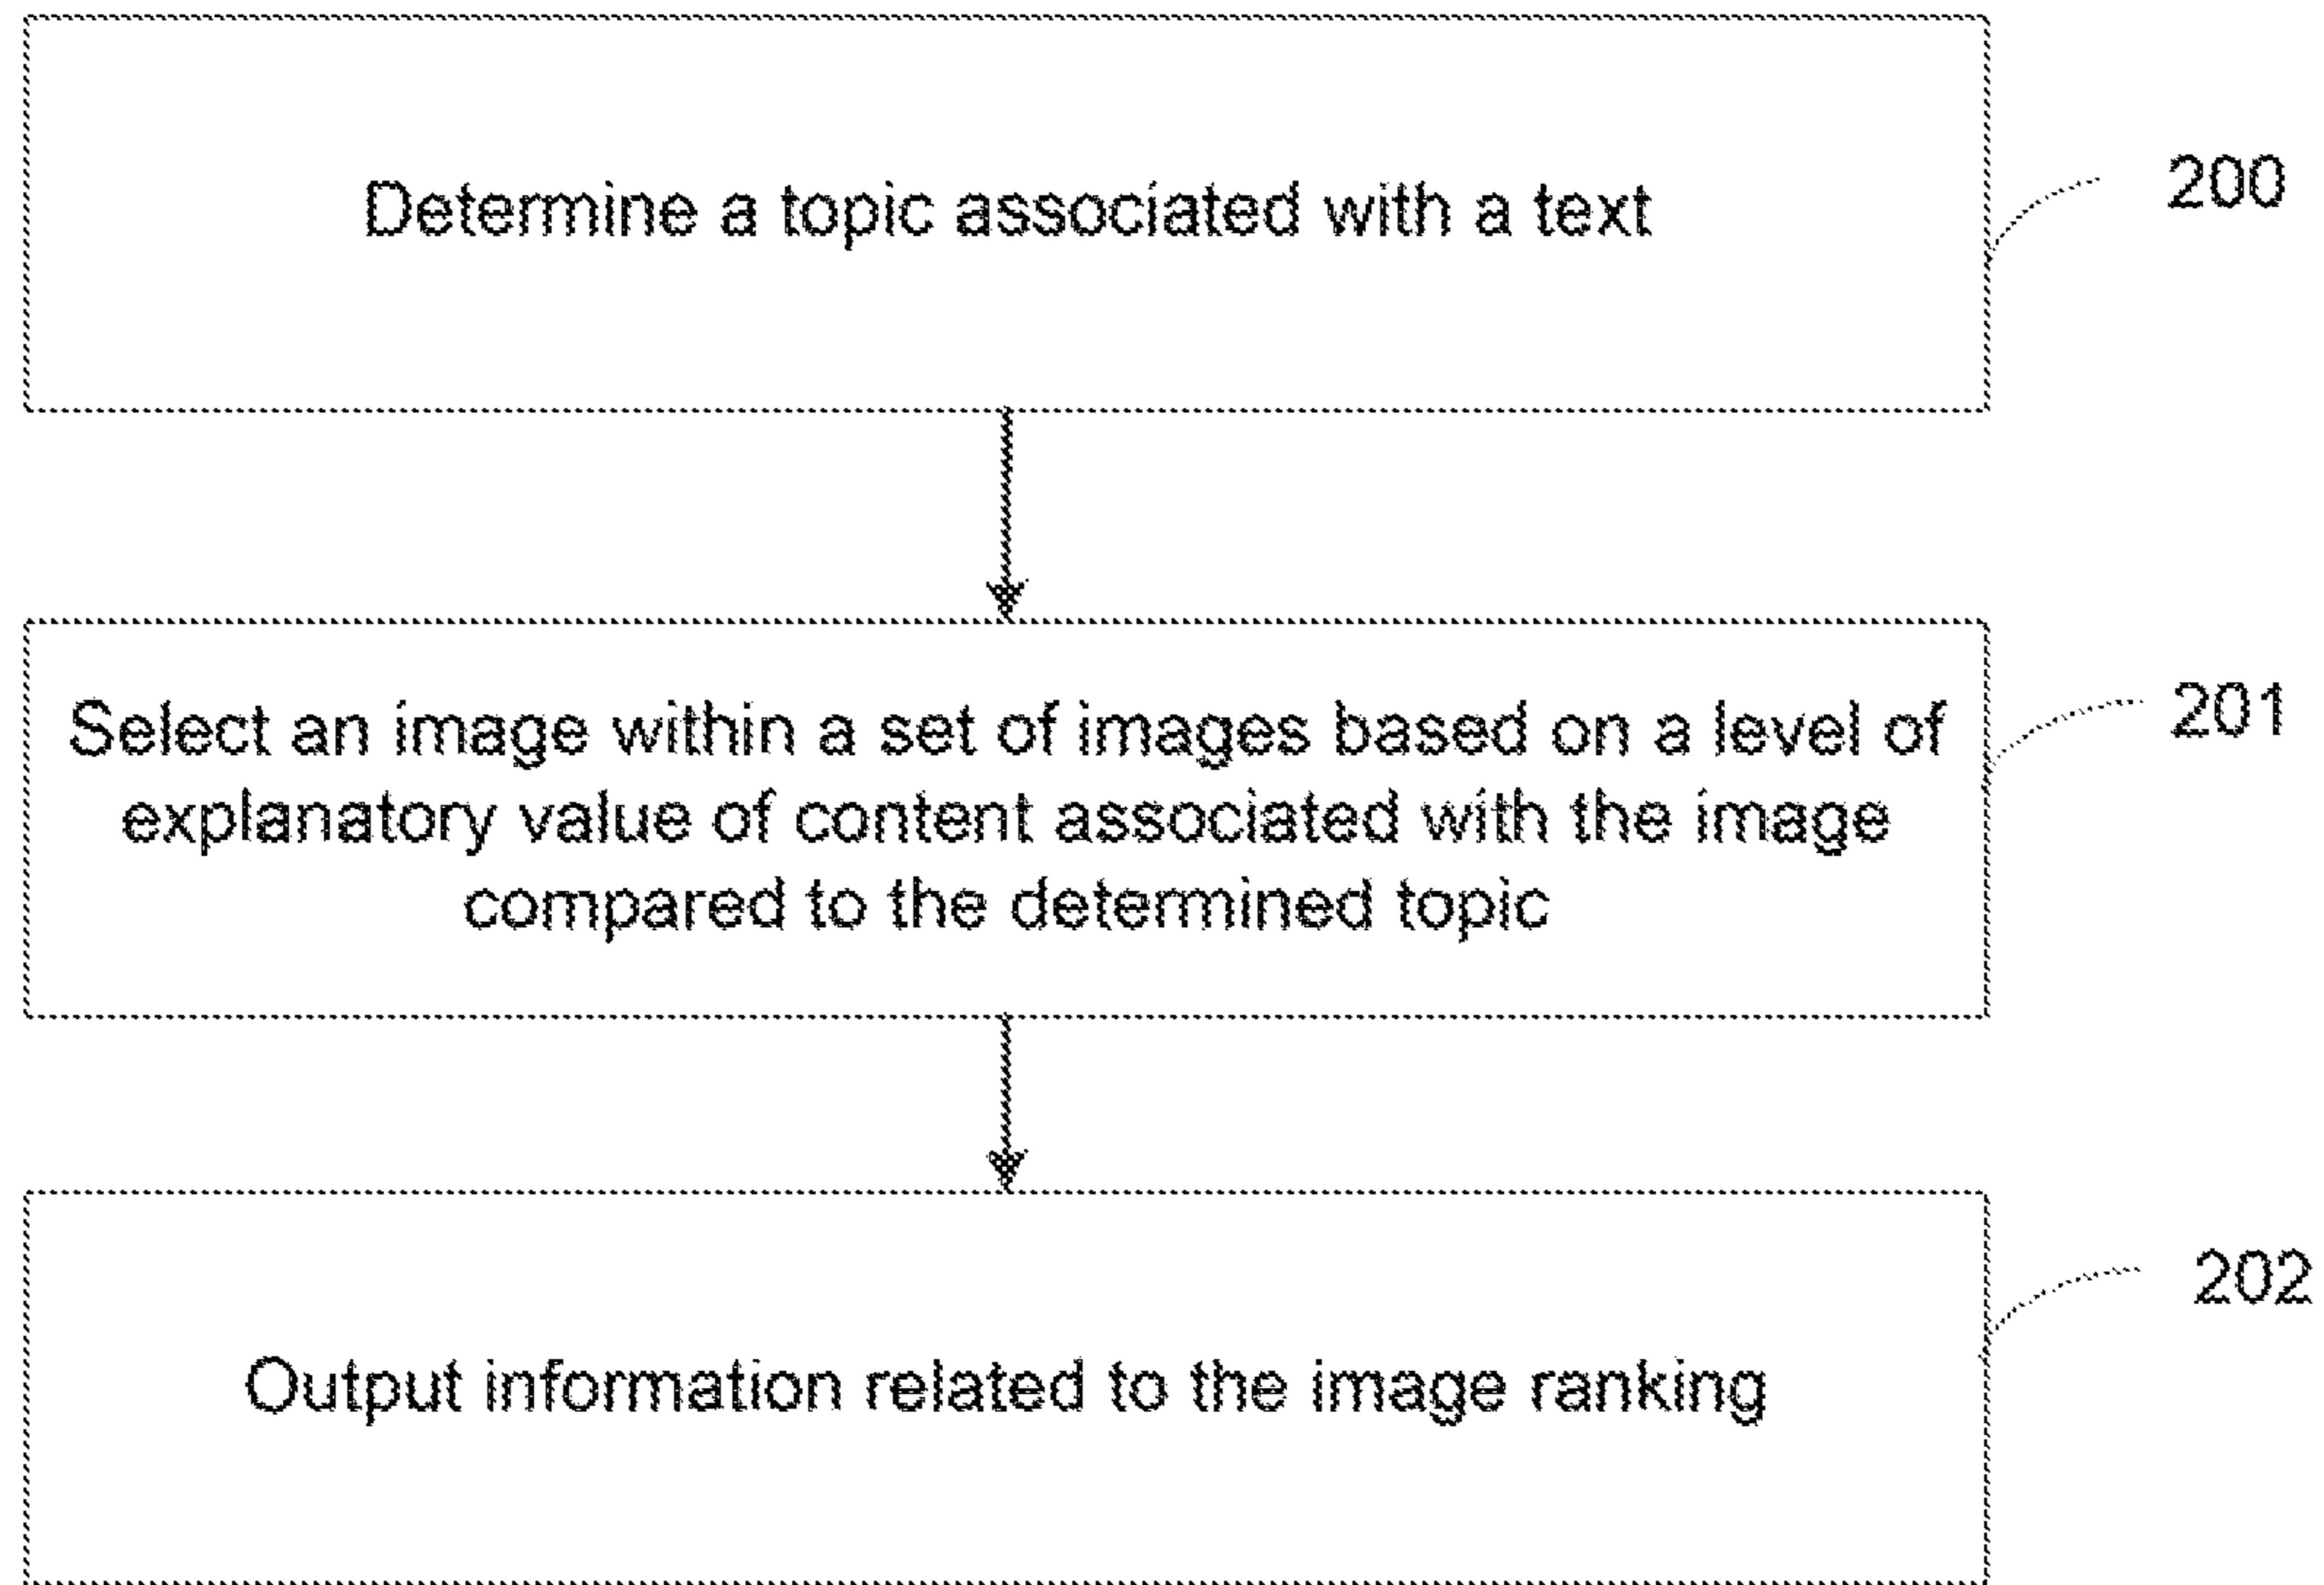 Determine a topic associated with a text
200
Select an image within a set of images based on a level of
explanatory value of content associated with the image
compared to the determined topic
201
Output information related to the image ranking
202